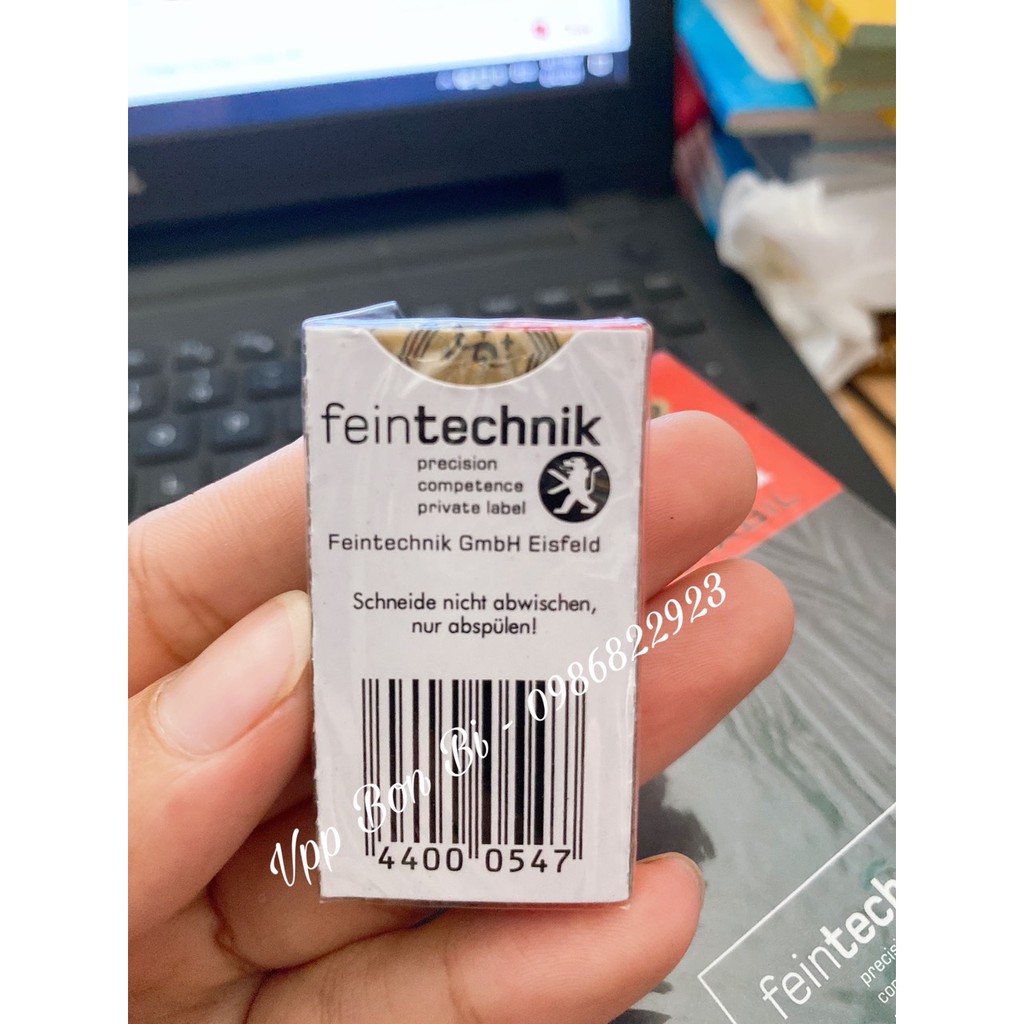 feintechnik
precision
competence
private label
Feintechnik GmbH Eisfeld
Schneide nicht abwischen,
nur abspülen!
4400 0547
Vpp Bon Bi - 0986822923
feintech
precis